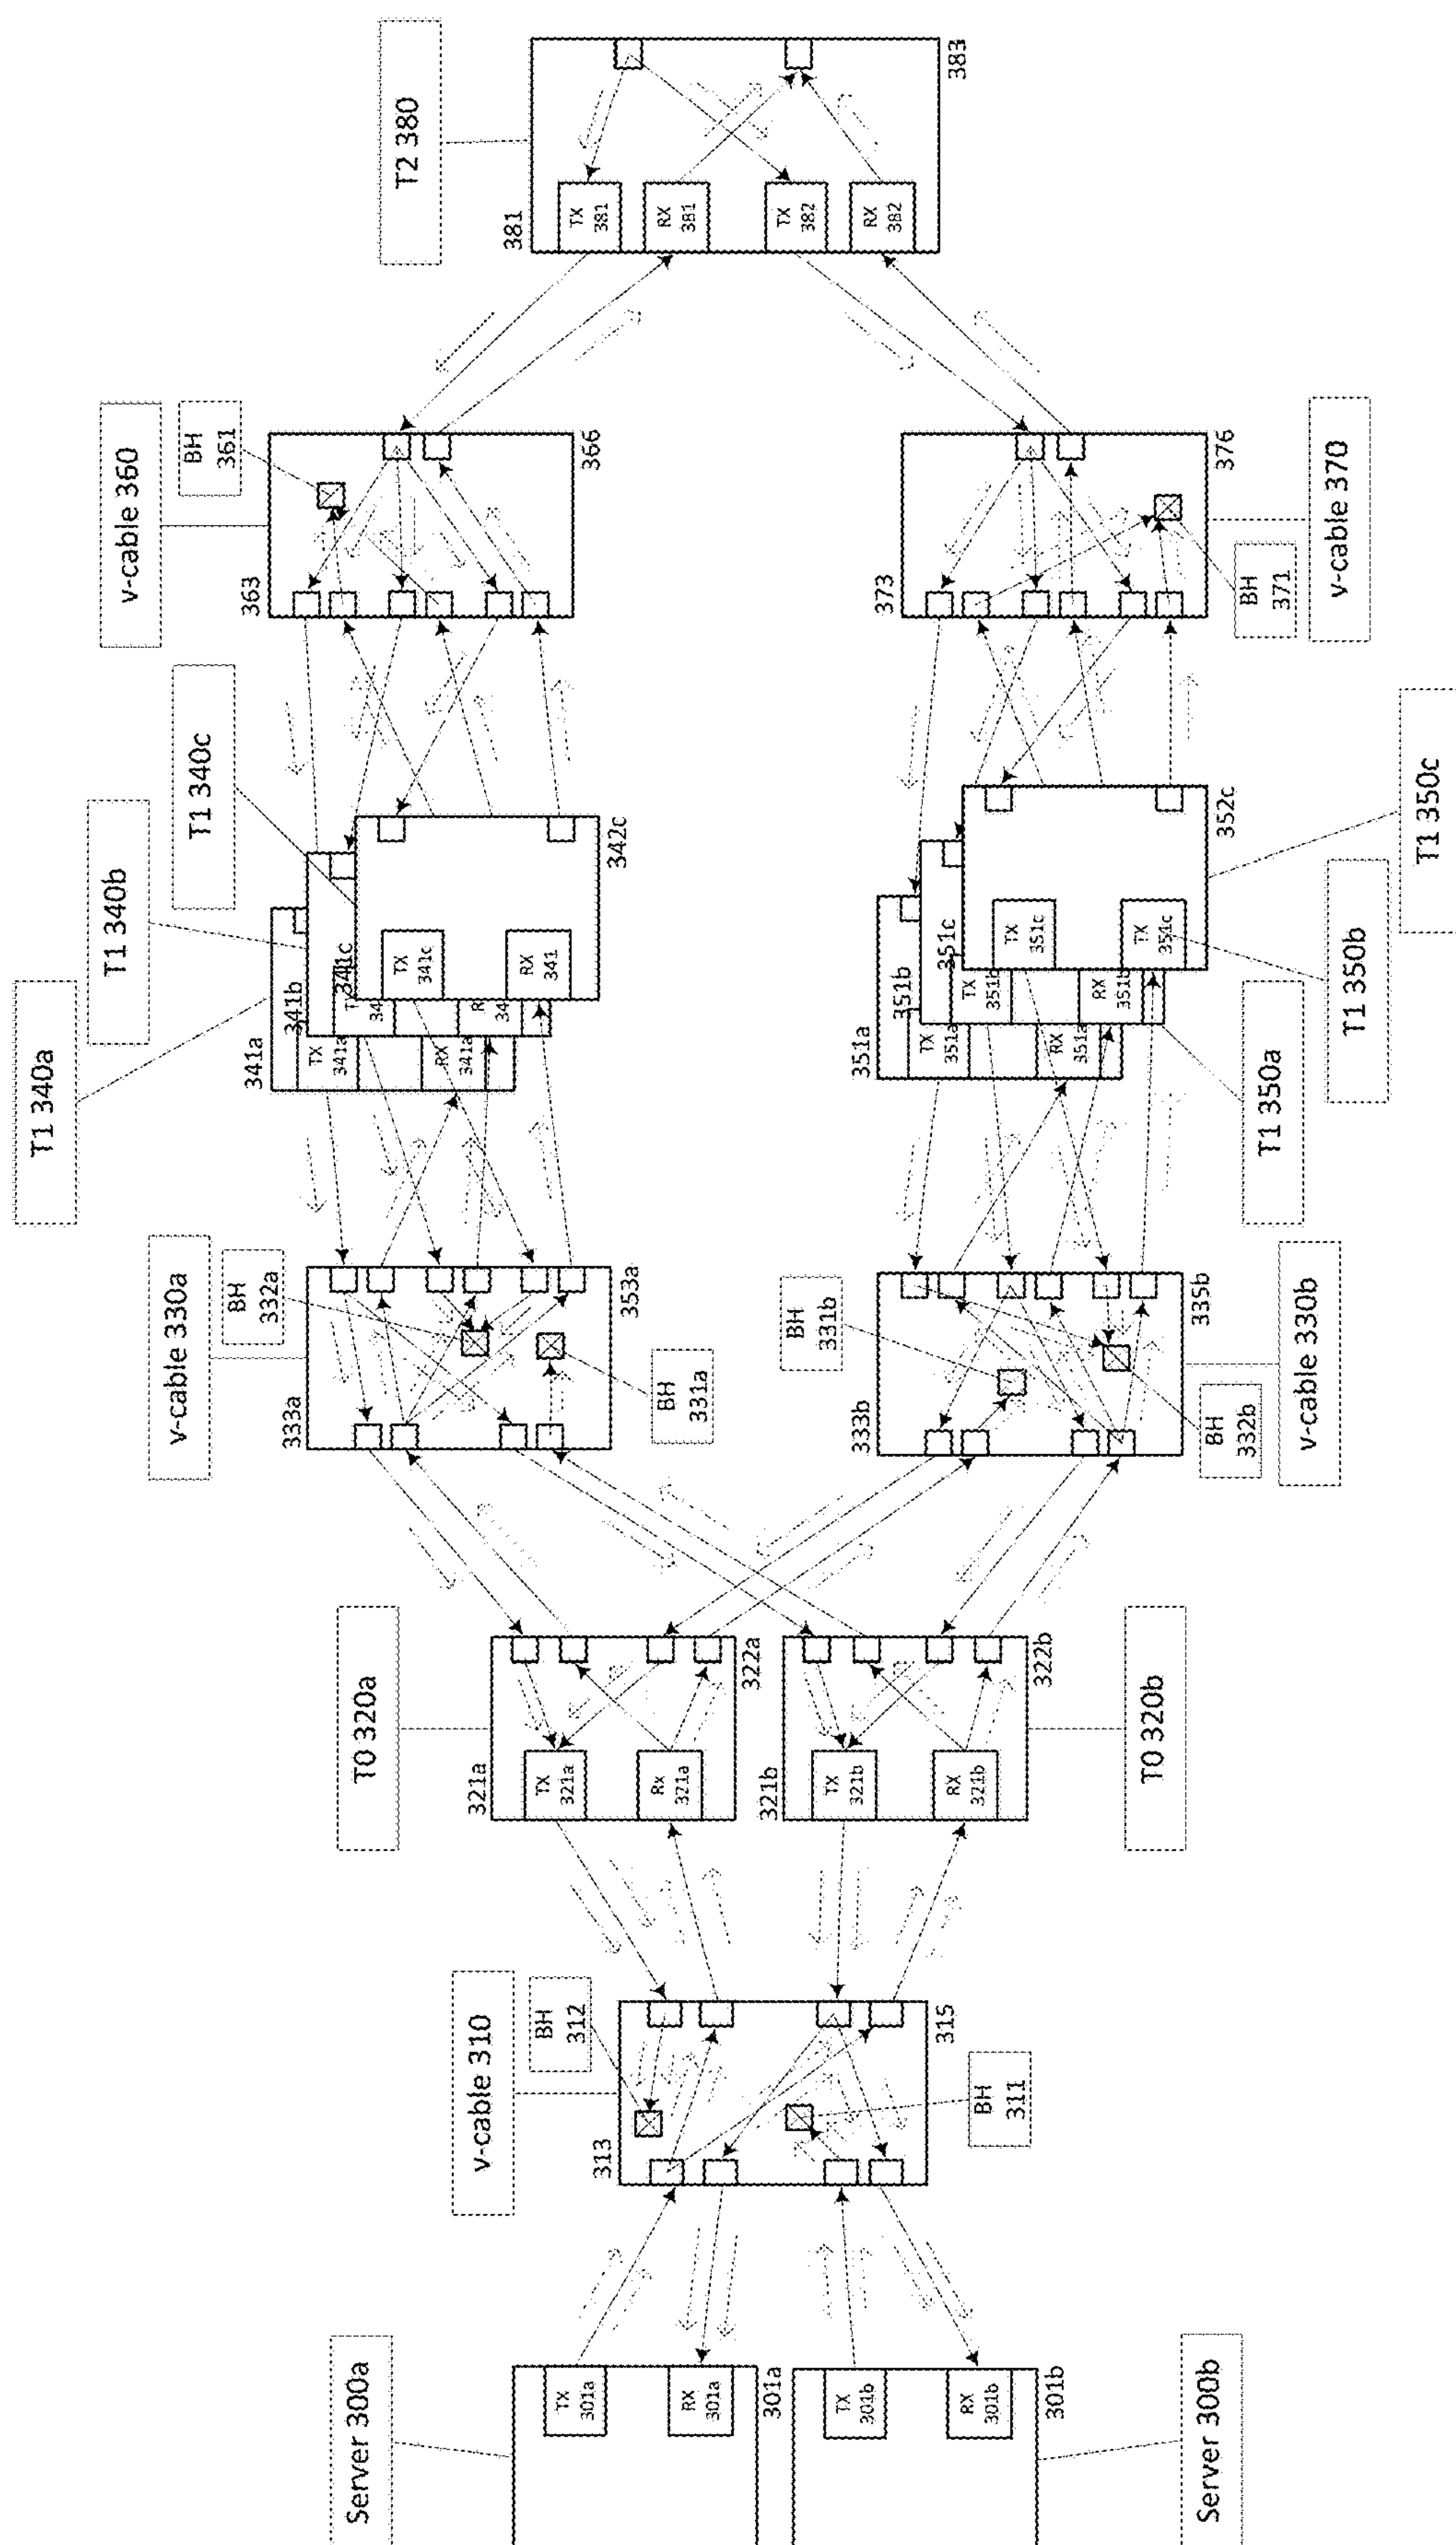 Server 300a
TX
301a
RX
301a
301a
Server 300b
TX
301b
RX
301b
301b
v-cable 310
BH
312
313
315
BH
311
T0 320a
321a
TX
321a
Rx
321a
322a
T0 320b
321b
TX
321b
RX
321b
322b
v-cable 330a
BH
332a
333a
353a
BH
331a
v-cable 330b
BH
331b
333b
335b
BH
332b
T1 340a
T1 340b
T1 340c
341a
TX
341a
RX
341a
341b
TX
34
R
34
341c
TX
341c
RX
341
342c
T1 350a
T1 350b
T1 350c
351a
TX
351a
RX
351a
351b
TX
351b
RX
351b
351c
TX
351c
TX
351c
352c
v-cable 360
BH
361
363
366
v-cable 370
BH
371
373
376
T2 380
381
TX
381
RX
381
TX
382
RX
382
383